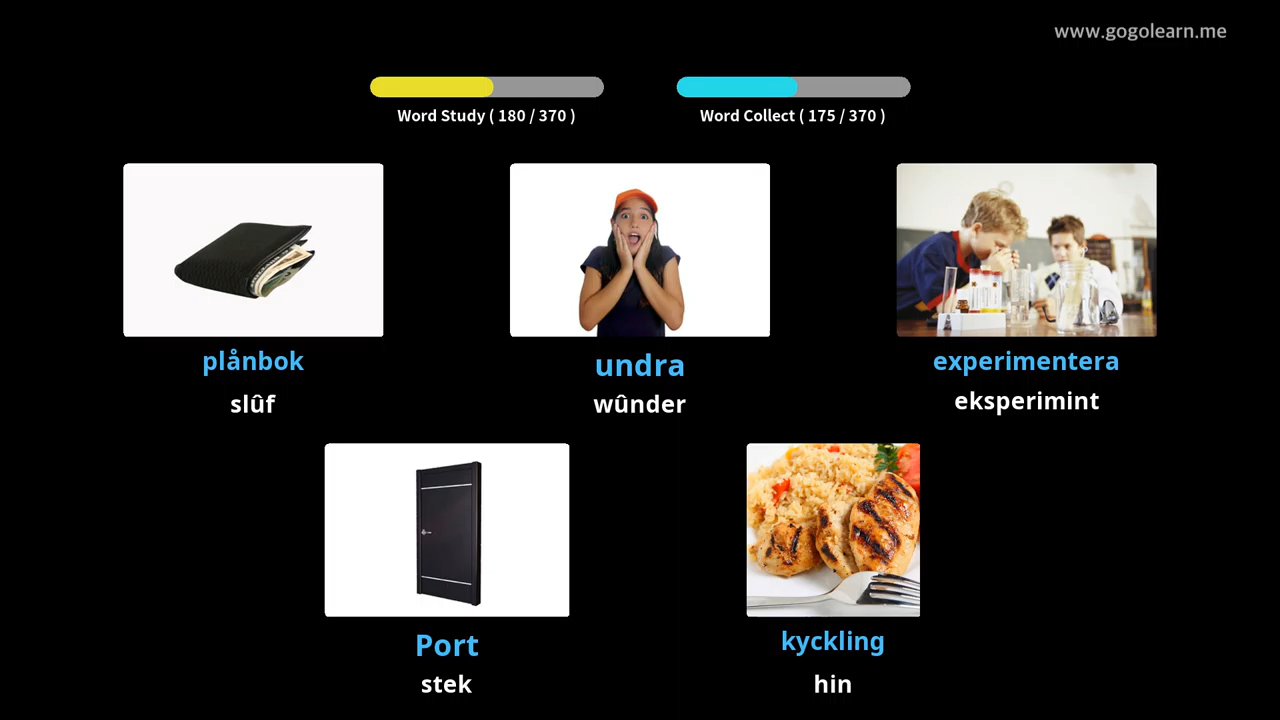 www.gogolearn.me
Word Study ( 180 / 370 )
Word Collect ( 175 / 370 )
plånbok
slûf
undra
wûnder
experimentera
eksperimint
Port
stek
kyckling
hin